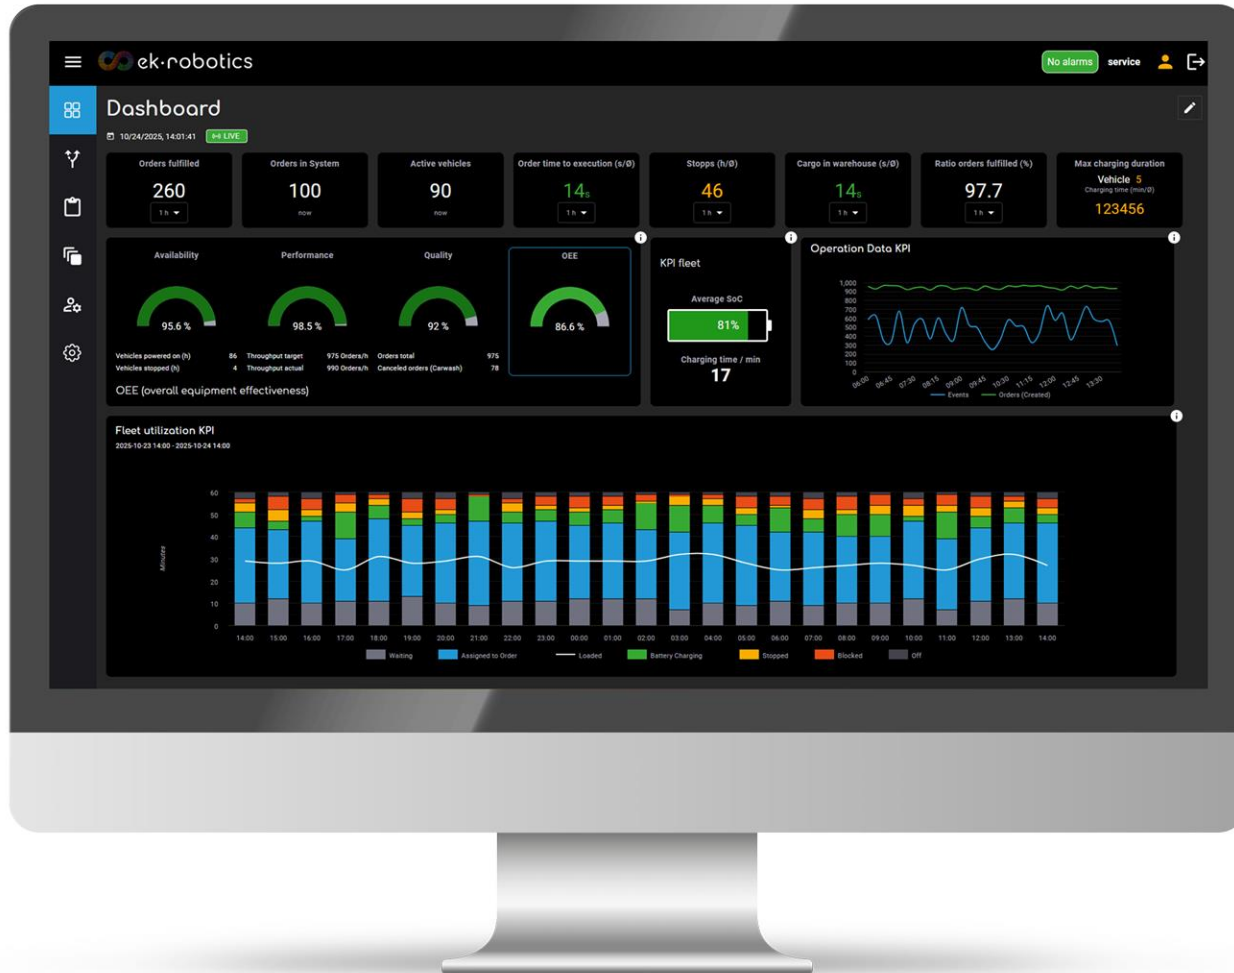 ek·robotics
No alarms
service
Dashboard
10/24/2025, 14:01:41
LIVE
Orders fulfilled
260
1 h
Orders in System
100
now
Active vehicles
90
now
Order time to execution (s/Ø)
14s
1 h
Stopps (h/Ø)
46
1 h
Cargo in warehouse (s/Ø)
14s
1 h
Ratio orders fulfilled (%)
97.7
1 h
Max charging duration
Vehicle 5
Charging time (min/Ø)
123456
Availability
95.6 %
Performance
98.5 %
Quality
92 %
OEE
86.6 %
Vehicles powered on (h) 86
Vehicles stopped (h) 4
Throughput target 975 Orders/h
Throughput actual 990 Orders/h
Orders total 975
Canceled orders (Carwash) 78
OEE (overall equipment effectiveness)
KPI fleet
Average SoC
81%
Charging time / min
17
Operation Data KPI
1,000
900
800
700
600
500
400
300
200
100
0
06:00 06:45 07:30 08:15 09:00 09:45 10:30 11:15 12:00 12:45 13:30
Events Orders (Created)
Fleet utilization KPI
2025-10-23 14:00 - 2025-10-24 14:00
60
50
40
30
20
10
0
Minutes
14:00 15:00 16:00 17:00 18:00 19:00 20:00 21:00 22:00 23:00 00:00 01:00 02:00 03:00 04:00 05:00 06:00 07:00 08:00 09:00 10:00 11:00 12:00 13:00 14:00
Waiting Assigned to Order Loaded Battery Charging Stopped Blocked Off